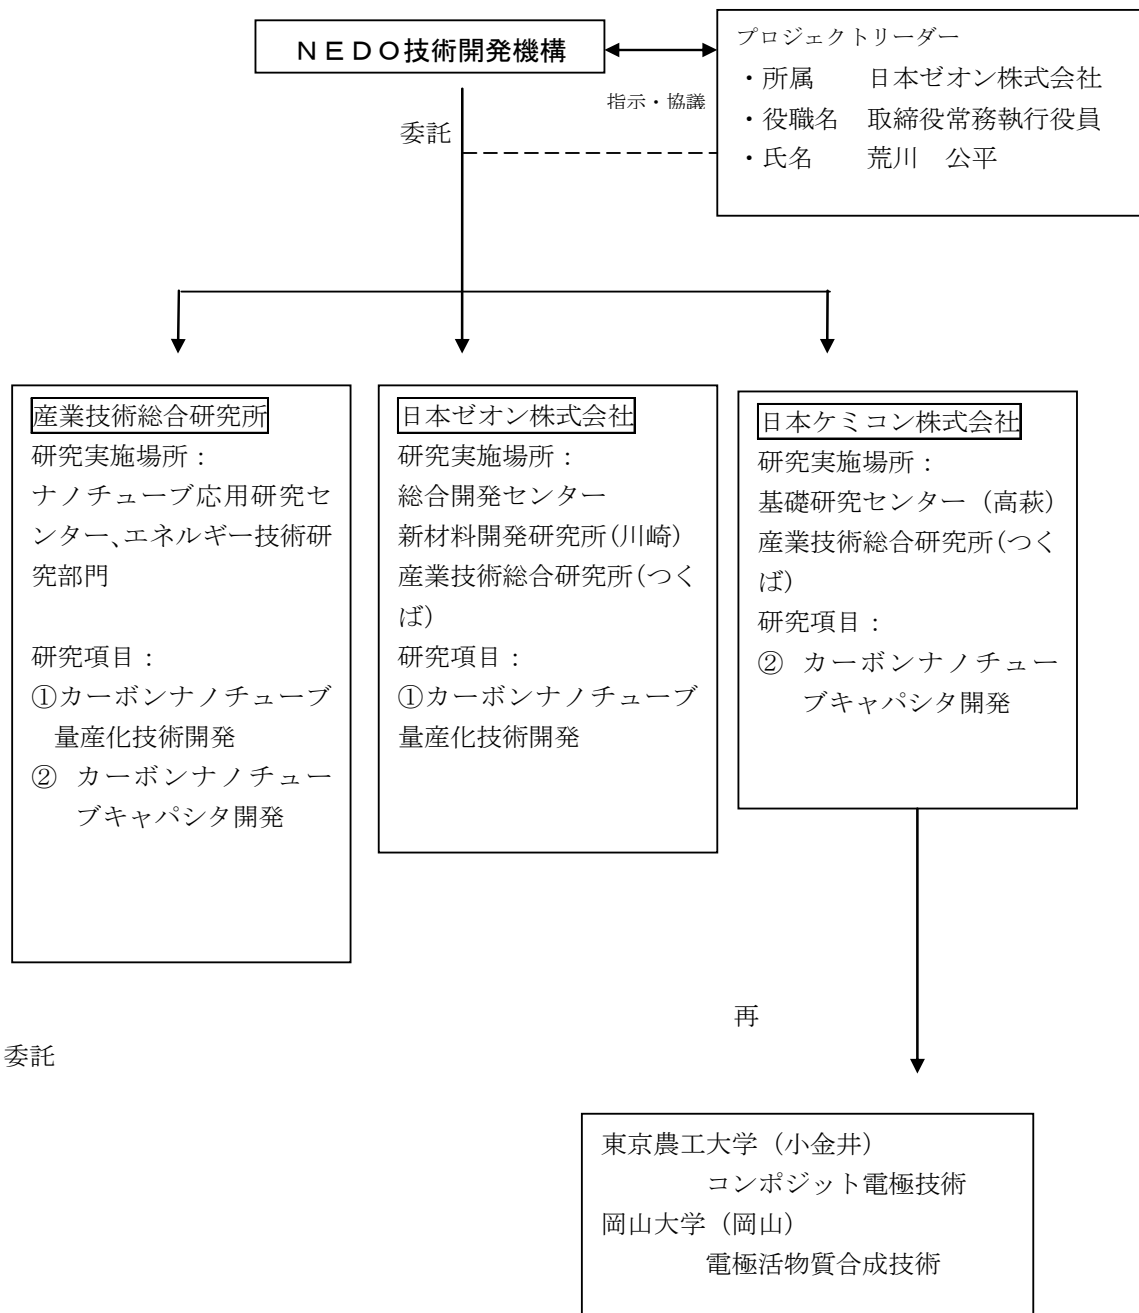 ＮＥＤＯ技術開発機構
プロジェクトリーダー
・所属　　日本ゼオン株式会社
・役職名　取締役常務執行役員
・氏名　　荒川　公平
指示・協議
委託
産業技術総合研究所
研究実施場所：
ナノチューブ応用研究セ
ンター、エネルギー技術研
究部門
研究項目：
①カーボンナノチューブ
量産化技術開発
②　カーボンナノチュー
ブキャパシタ開発
日本ゼオン株式会社
研究実施場所：
総合開発センター
新材料開発研究所(川崎)
産業技術総合研究所(つく
ば)
研究項目：
①カーボンナノチューブ
量産化技術開発
日本ケミコン株式会社
研究実施場所：
基礎研究センター（高萩）
産業技術総合研究所(つく
ば)
研究項目：
②　カーボンナノチュー
ブキャパシタ開発
再
委託
東京農工大学（小金井）
コンポジット電極技術
岡山大学（岡山）
電極活物質合成技術